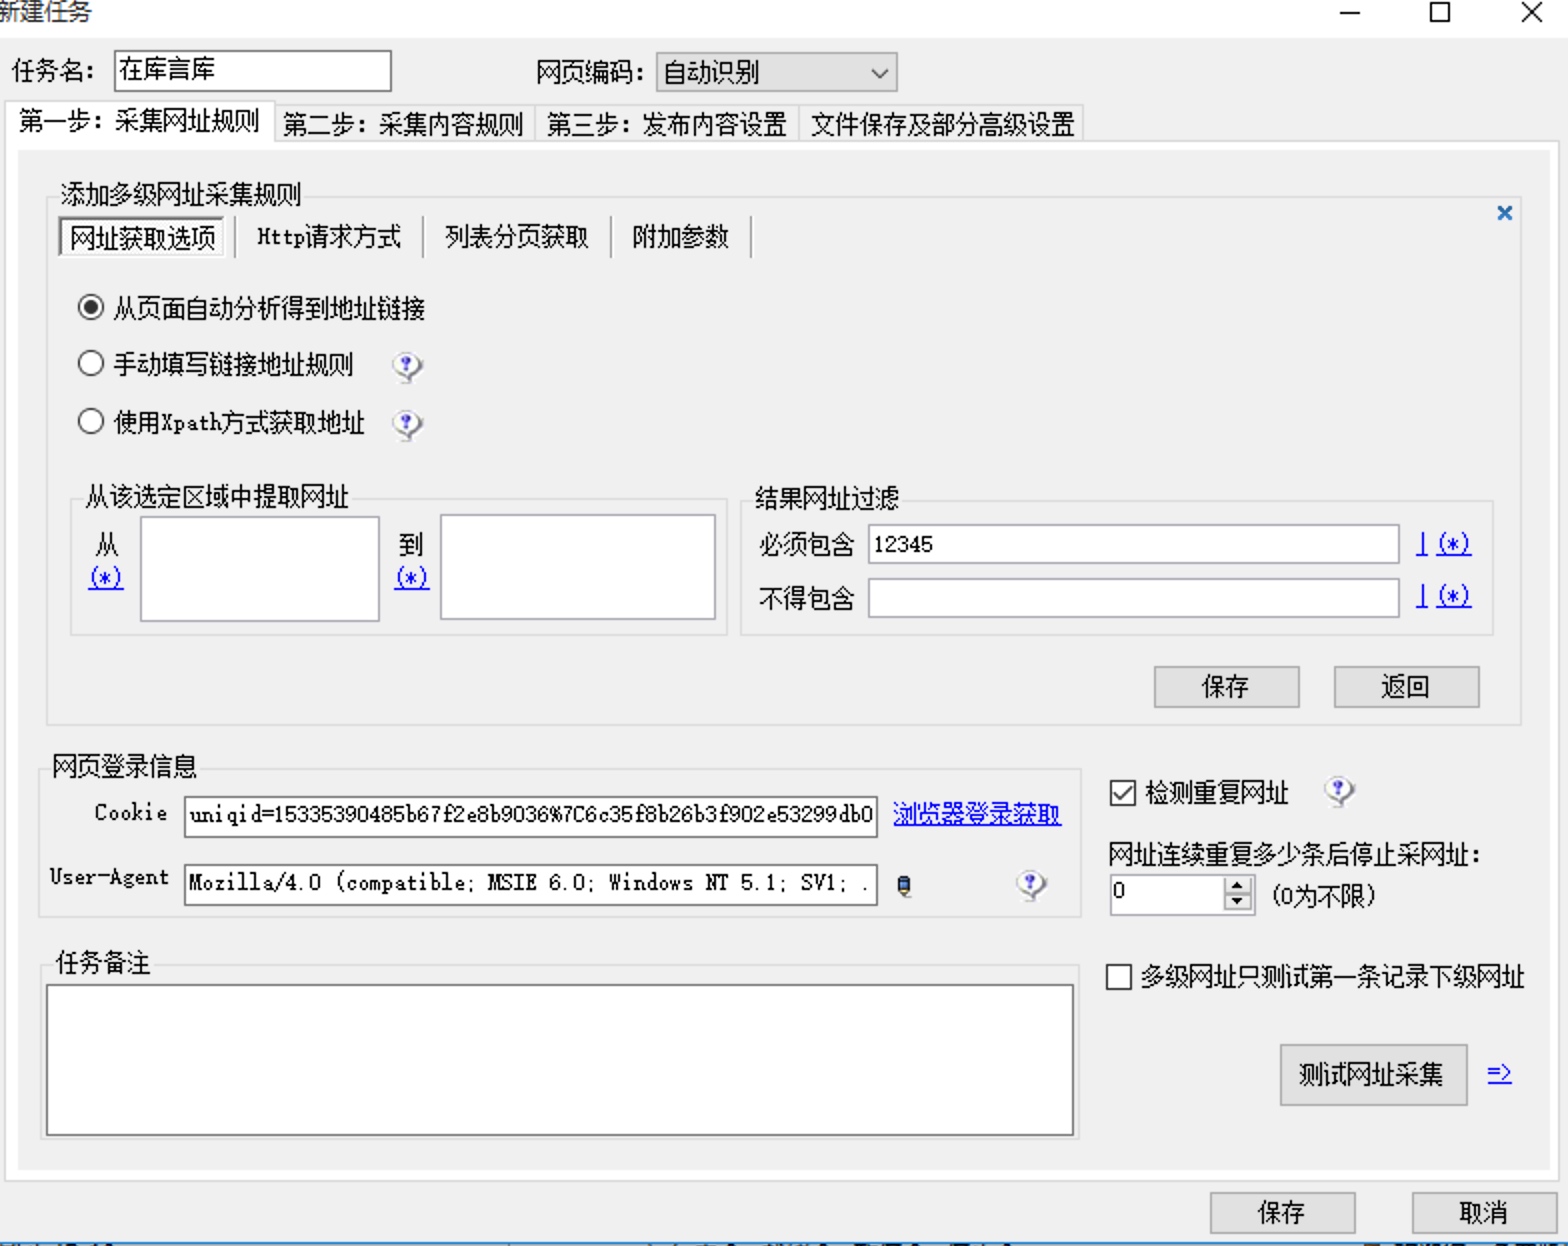 新建任务
任务名： 在库言库 网页编码： 自动识别
第一步：采集网址规则 第二步：采集内容规则 第三步：发布内容设置 文件保存及部分高级设置
添加多级网址采集规则
网址获取选项 Http请求方式 列表分页获取 附加参数
从页面自动分析得到地址链接
手动填写链接地址规则
使用Xpath方式获取地址
从该选定区域中提取网址
从
(*)
到
(*)
结果网址过滤
必须包含 12345 | (*)
不得包含 | (*)
保存 返回
网页登录信息
Cookie uniqid=15335390485b67f2e8b9036%7C6c35f8b26b3f902e53299db0 浏览器登录获取
User-Agent Mozilla/4.0 (compatible; MSIE 6.0; Windows NT 5.1; SV1; .
检测重复网址
网址连续重复多少条后停止采网址：
0 (0为不限)
任务备注
多级网址只测试第一条记录下级网址
测试网址采集 =>
保存 取消